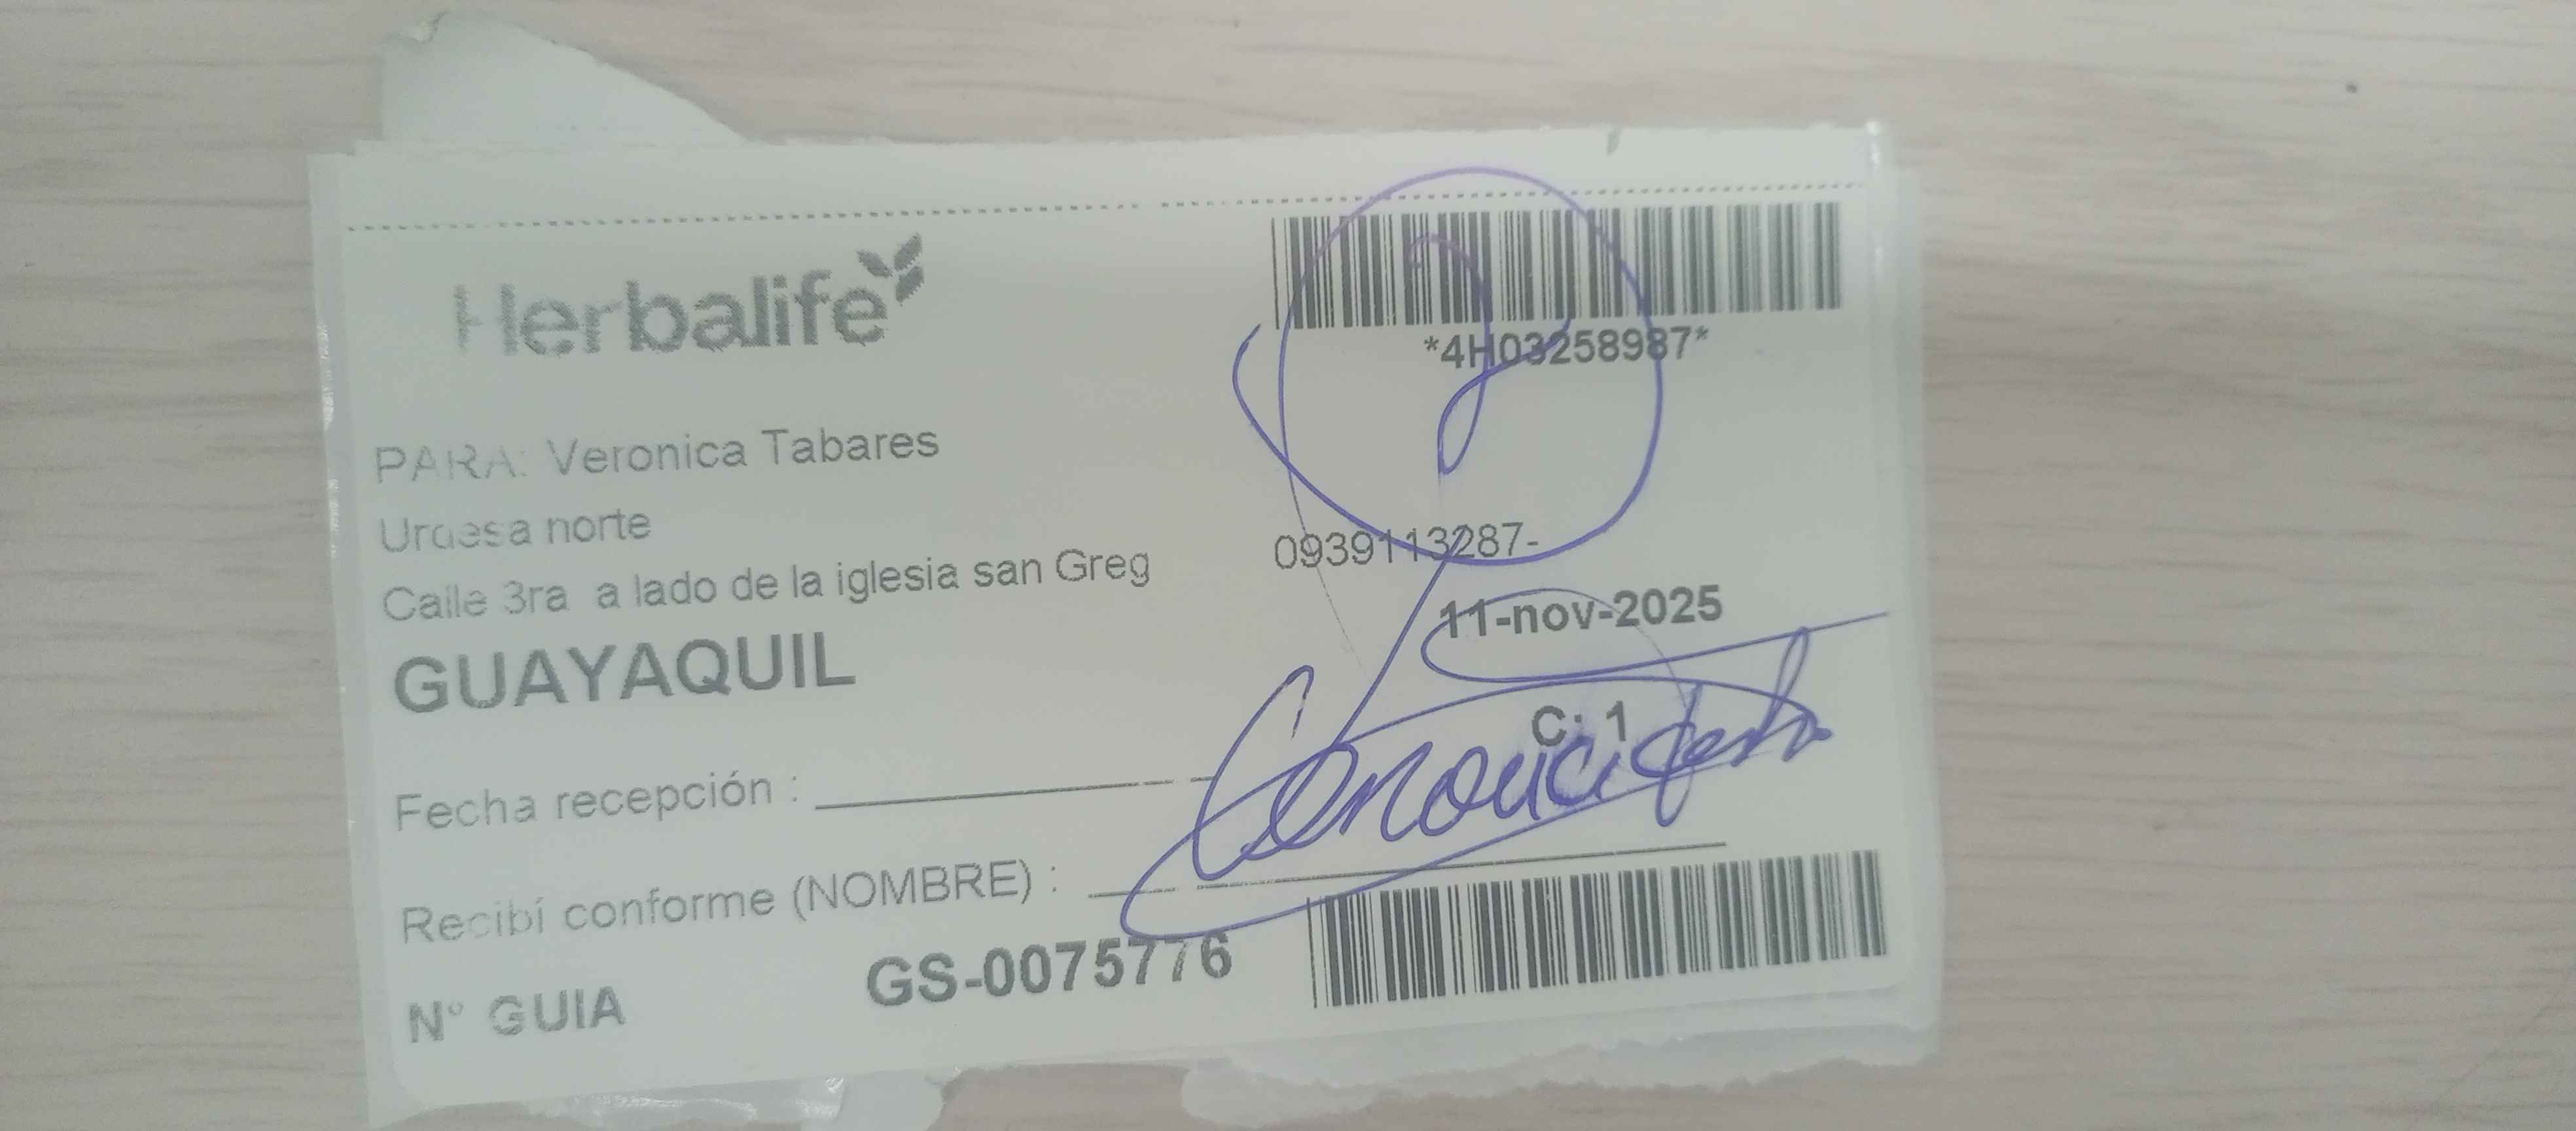 Herbalife
*4H03258987*
PARA: Veronica Tabares
Urdesa norte
0939113287-
Calle 3ra a lado de la iglesia san Greg
11-nov-2025
GUAYAQUIL
C: 1
Fecha recepción :
Recibí conforme (NOMBRE) :
N° GUIA GS-0075776